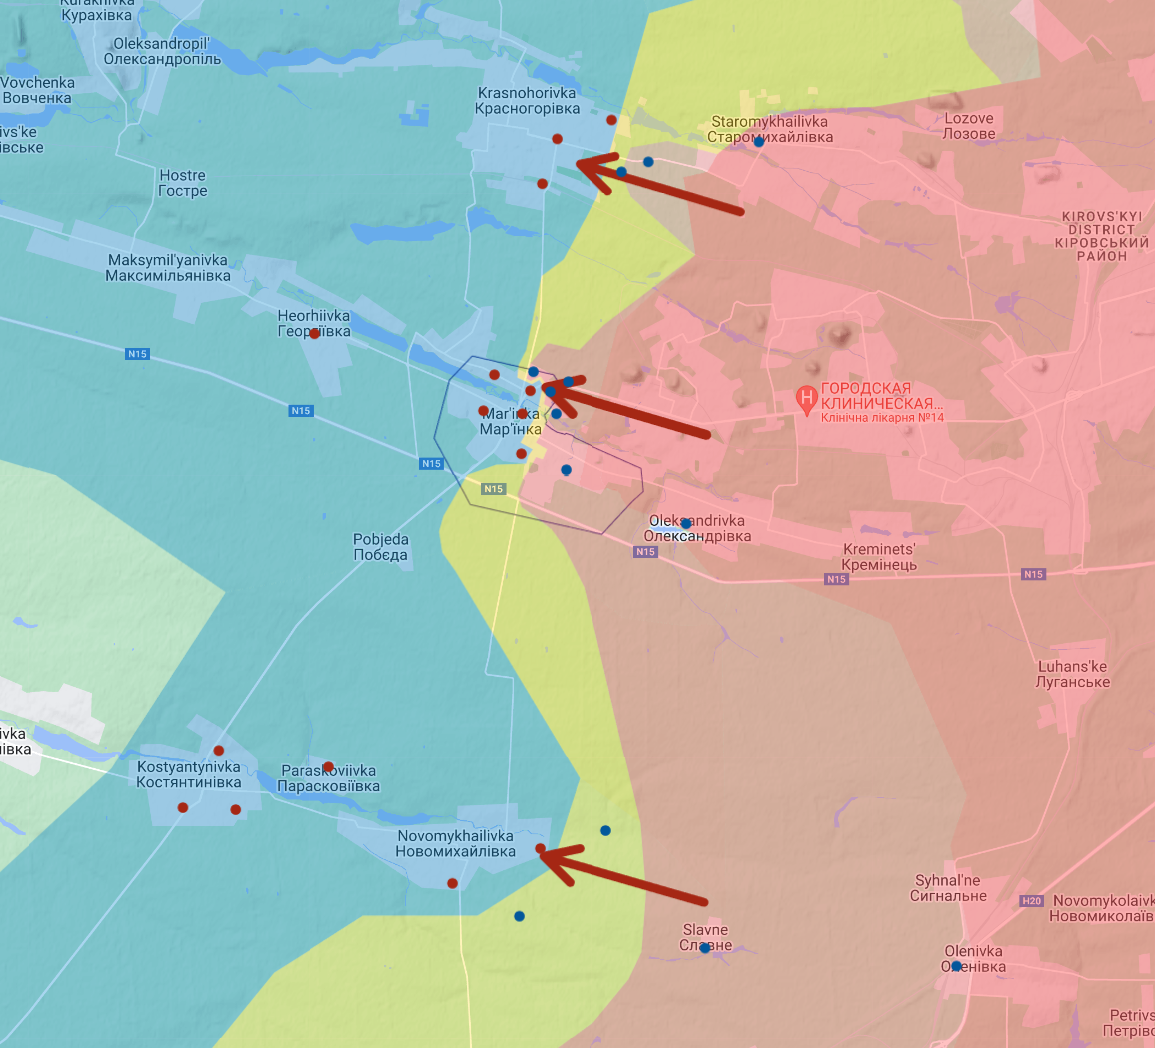 Kurakhivka
Курахівка
Oleksandropil'
Олександропіль
Vovchenka
Вовченка
ivs'ke
івське
Krasnohorivka
Красногорівка
Staromykhailivka
Старомихайлівка
Lozove
Лозове
Hostre
Гостре
KIROVS'KYI
DISTRICT
КІРОВСЬКИЙ
РАЙОН
Maksymil'yanivka
Максимільянівка
Heorhiivka
Георгіївка
N15
N15
ГОРОДСКАЯ
КЛИНИЧЕСКАЯ...
Клінічна лікарня №14
H
Mar'inka
Мар'їнка
N15
N15
Oleksandrivka
Олександрівка
N15
Pobjeda
Побєда
Kreminets'
Кремінець
N15
N15
Luhans'ke
Луганське
ivka
івка
Kostyantynivka
Костянтинівка
Paraskoviivka
Парасковіївка
Novomykhailivka
Новомихайлівка
Syhnal'ne
Сигнальне
H20
Novomykolaivk
Новомиколаїв
Slavne
Славне
Olenivka
Оленівка
Petrivs
Петрівс